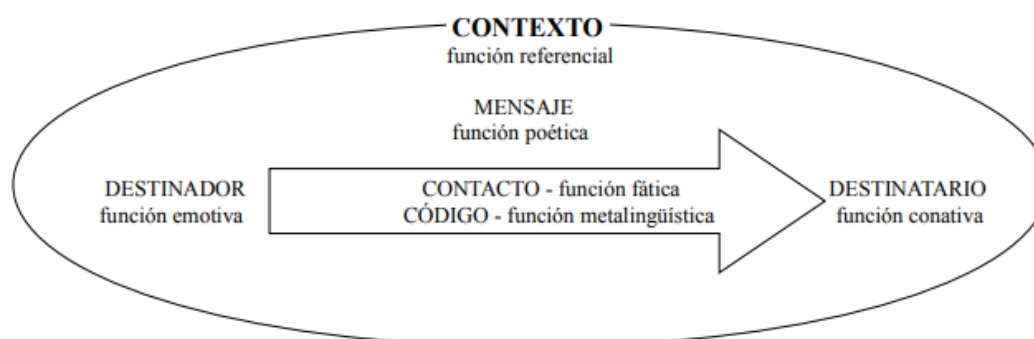 CONTEXTO
función referencial
MENSAJE
función poética
DESTINADOR
función emotiva
CONTACTO - función fática
CÓDIGO - función metalingüística
DESTINATARIO
función conativa